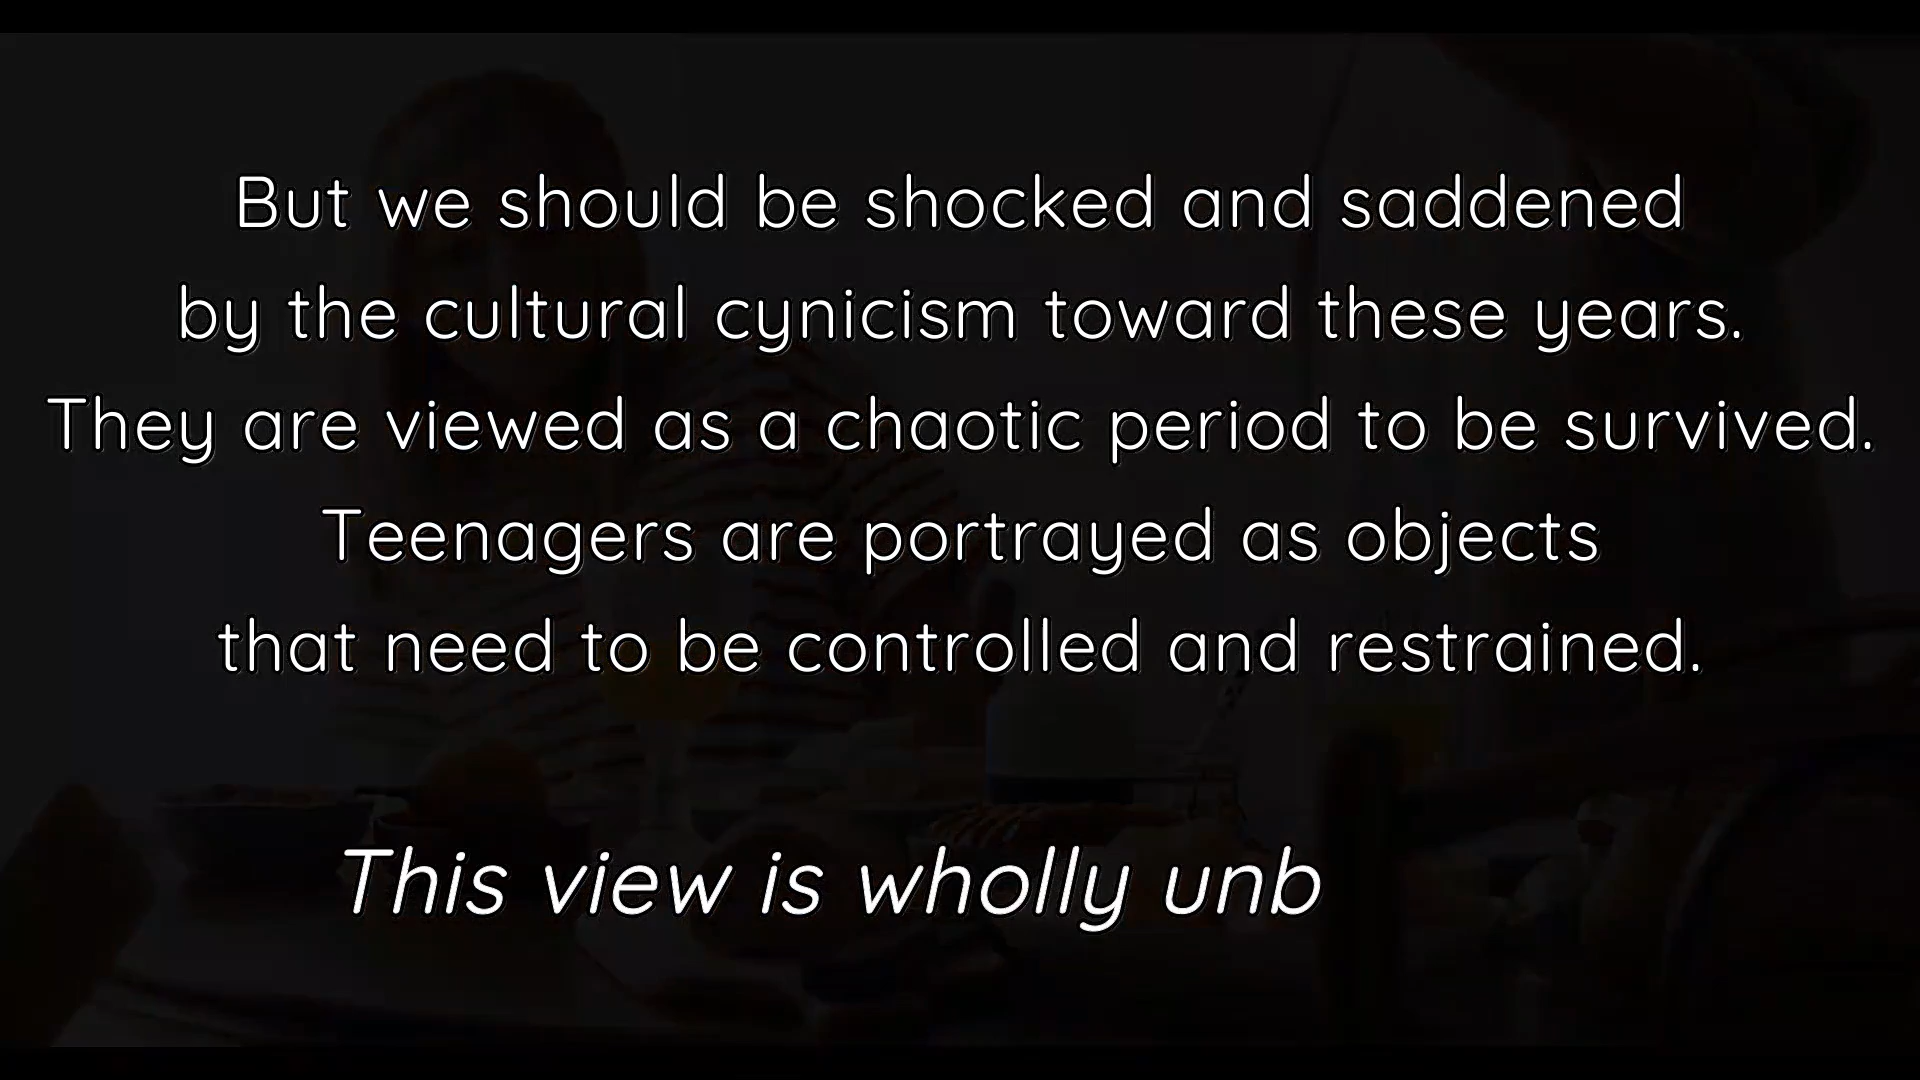 But we should be shocked and saddened
by the cultural cynicism toward these years.
They are viewed as a chaotic period to be survived.
Teenagers are portrayed as objects
that need to be controlled and restrained.
This view is wholly unb